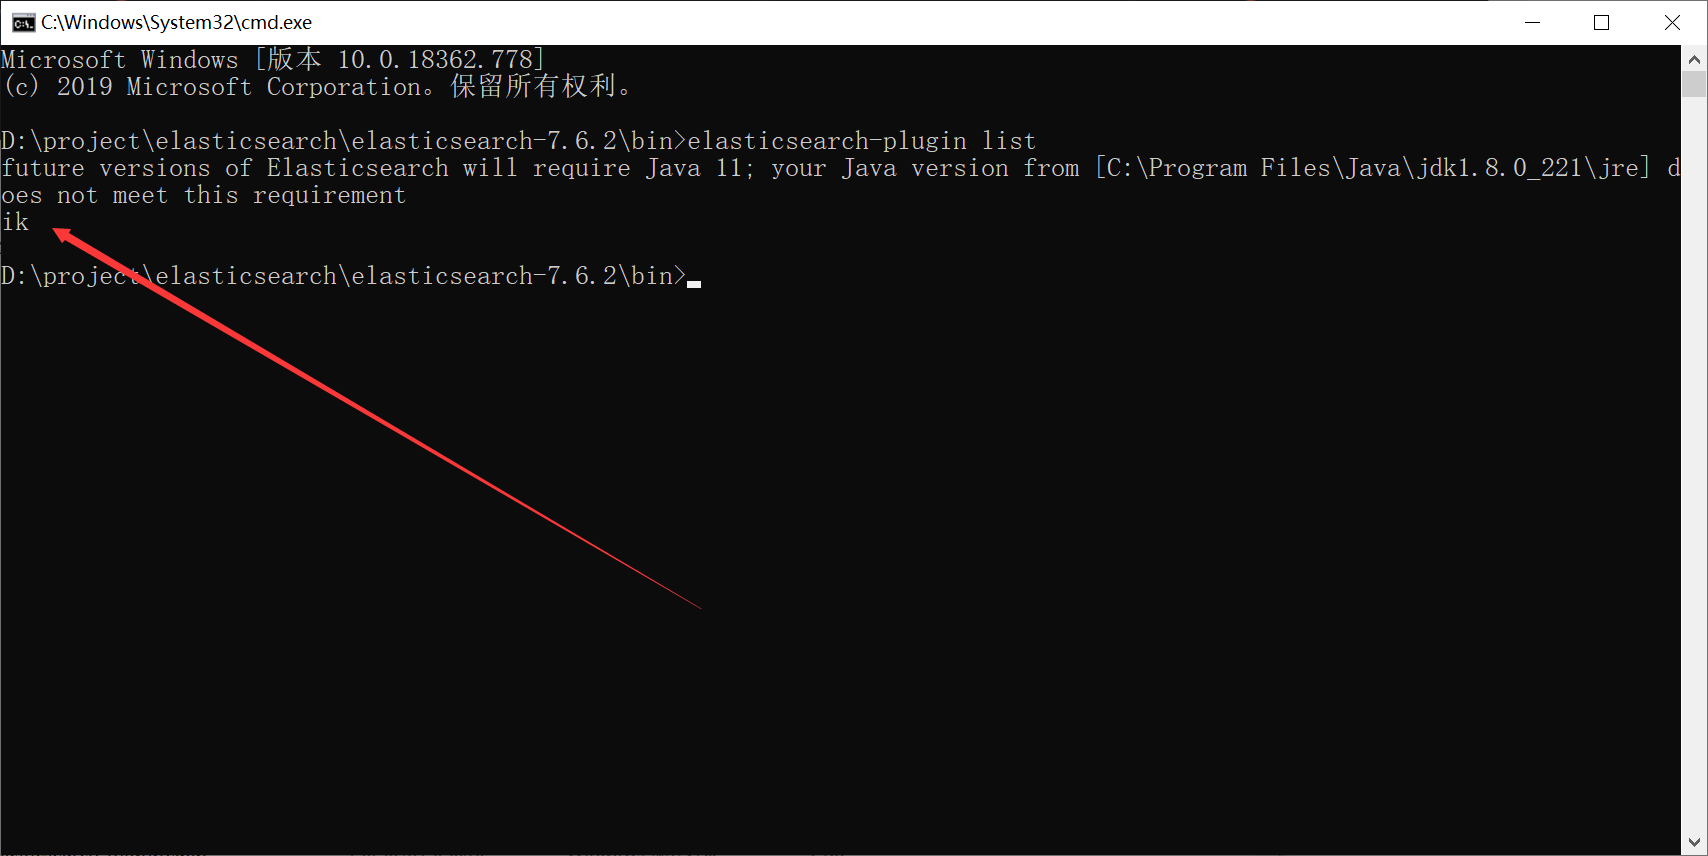 C:\Windows\System32\cmd.exe
Microsoft Windows [版本 10.0.18362.778]
(c) 2019 Microsoft Corporation。保留所有权利。
D:\project\elasticsearch\elasticsearch-7.6.2\bin>elasticsearch-plugin list
future versions of Elasticsearch will require Java 11; your Java version from [C:\Program Files\Java\jdk1.8.0_221\jre] d
oes not meet this requirement
ik
D:\project\elasticsearch\elasticsearch-7.6.2\bin>